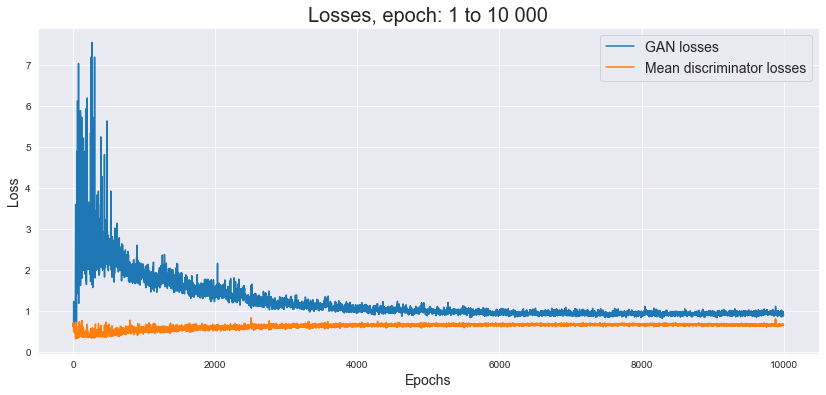 Losses, epoch: 1 to 10 000
GAN losses
Mean discriminator losses
Loss
7
6
5
4
3
2
1
0
0 2000 4000 6000 8000 10000
Epochs